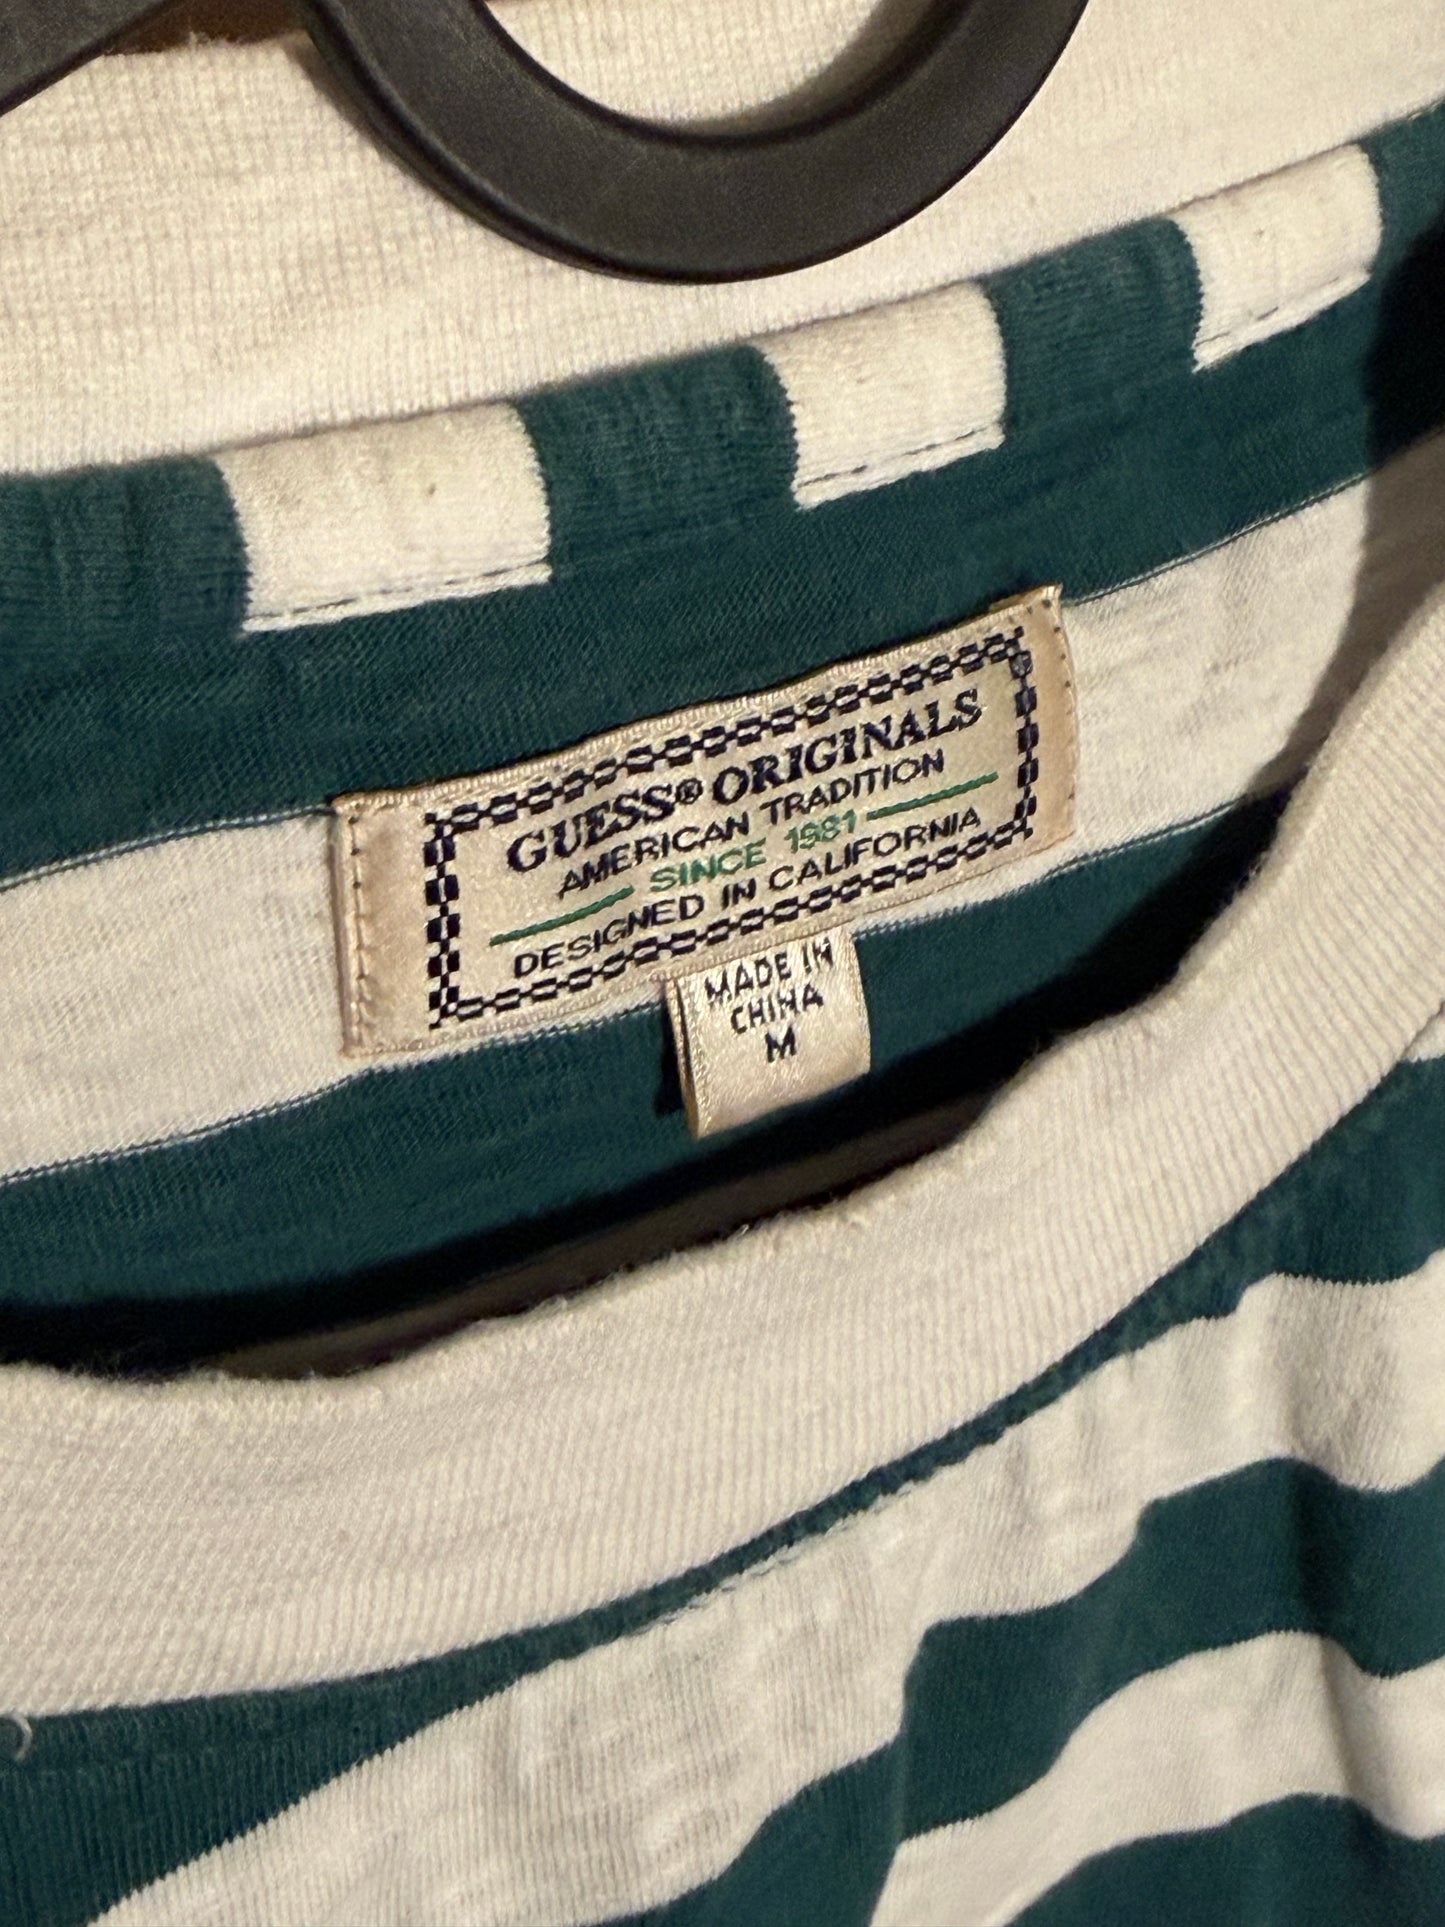 GUESS® ORIGINALS
AMERICAN TRADITION
SINCE 1981
DESIGNED IN CALIFORNIA
MADE IN
CHINA
M